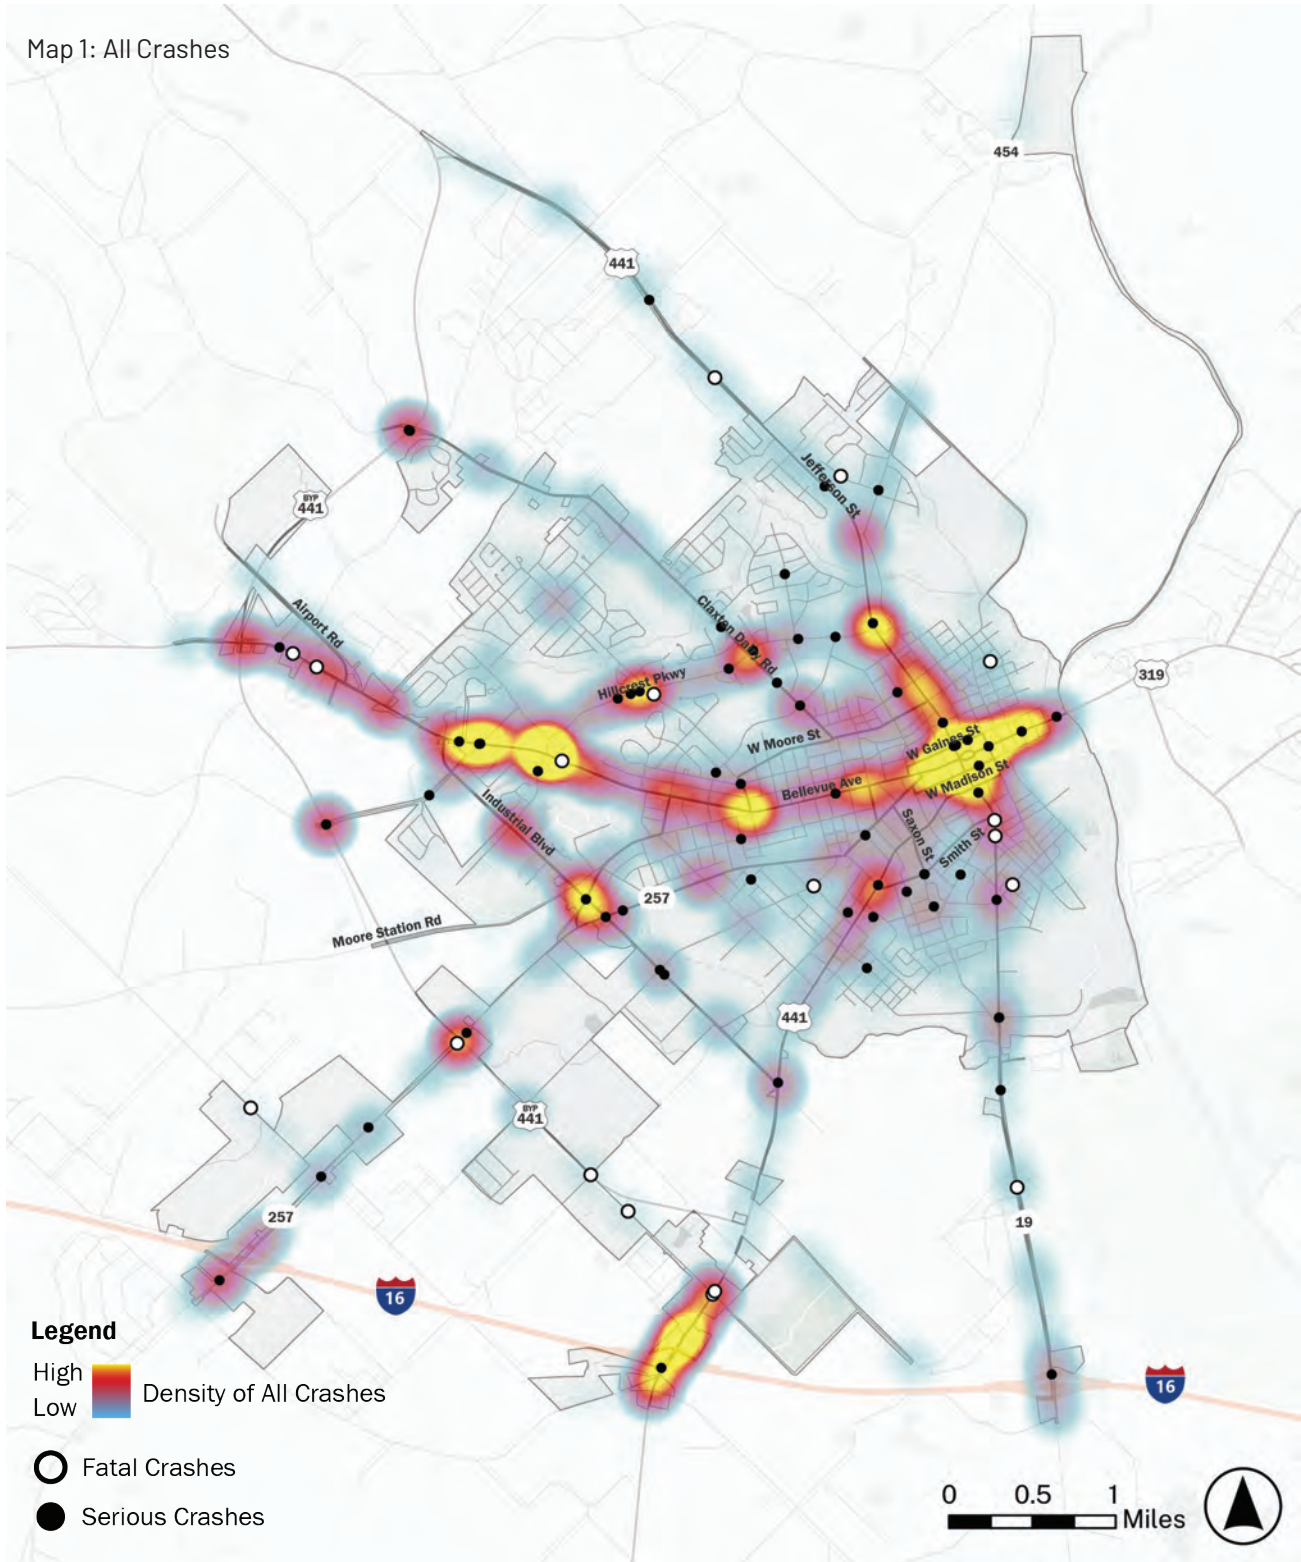 Map 1: All Crashes
454
441
Jefferson St
BYP
441
Airport Rd
Claxton Dairy Rd
319
Hillcrest Pkwy
W Moore St
W Gaines St
W Madison St
Bellevue Ave
Industrial Blvd
Saxon St
Smith St
257
Moore Station Rd
441
BYP
441
257
19
16
16
Legend
High
Low
Density of All Crashes
Fatal Crashes
Serious Crashes
0 0.5 1
Miles